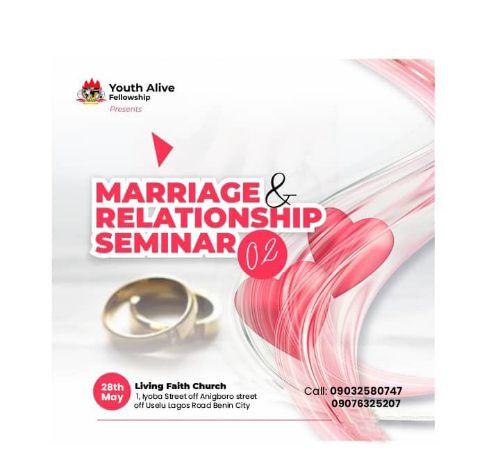 Youth Alive
Fellowship
Presents
MARRIAGE &
RELATIONSHIP
SEMINAR 02
28th
May
Living Faith Church
1, Iyoba Street off Anigboro street
off Uselu Lagos Road Benin City
Call: 09032580747
09076325207